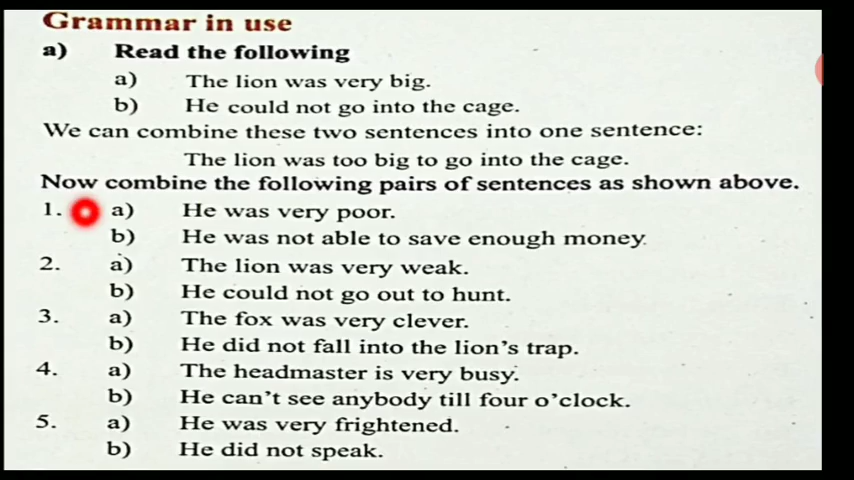 Grammar in use
a) Read the following
a) The lion was very big.
b) He could not go into the cage.
We can combine these two sentences into one sentence:
The lion was too big to go into the cage.
Now combine the following pairs of sentences as shown above.
1. a) He was very poor.
b) He was not able to save enough money.
2. a) The lion was very weak.
b) He could not go out to hunt.
3. a) The fox was very clever.
b) He did not fall into the lion's trap.
4. a) The headmaster is very busy.
b) He can't see anybody till four o'clock.
5. a) He was very frightened.
b) He did not speak.